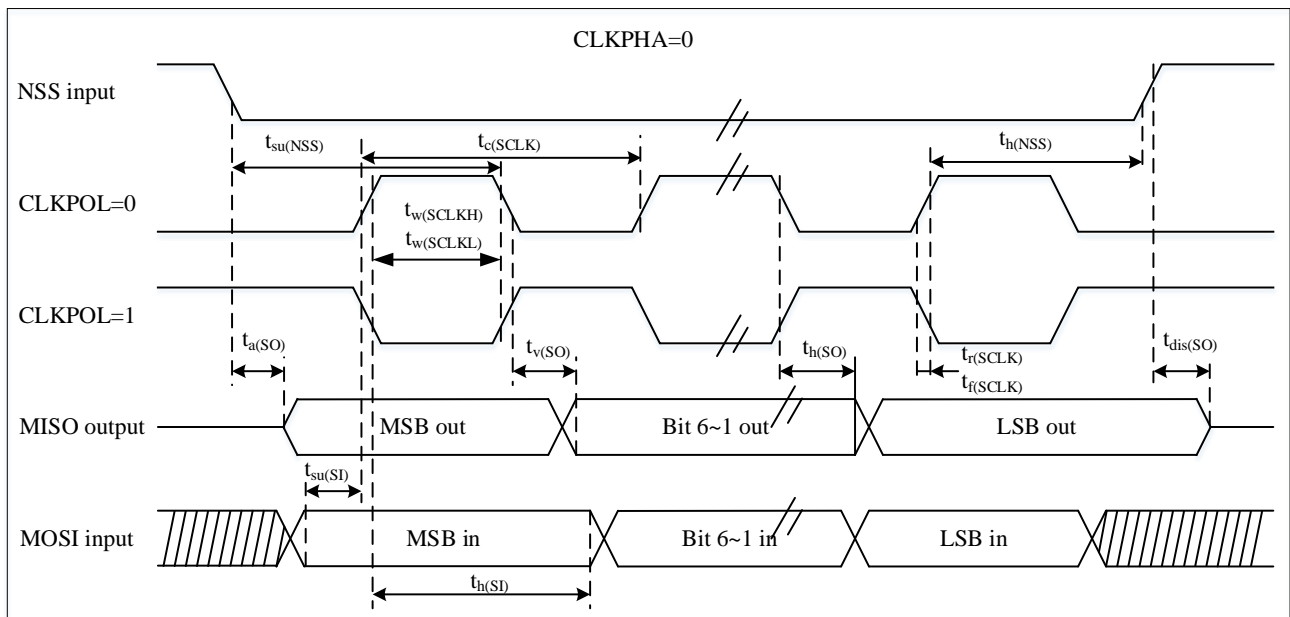 CLKPHA=0
NSS input
tsu(NSS)
tc(SCLK)
th(NSS)
CLKPOL=0
tw(SCLKH)
tw(SCLKL)
CLKPOL=1
ta(SO)
tv(SO)
th(SO)
tr(SCLK)
tf(SCLK)
tdis(SO)
MISO output
MSB out
Bit 6~1 out
LSB out
tsu(SI)
MOSI input
MSB in
Bit 6~1 in
LSB in
th(SI)